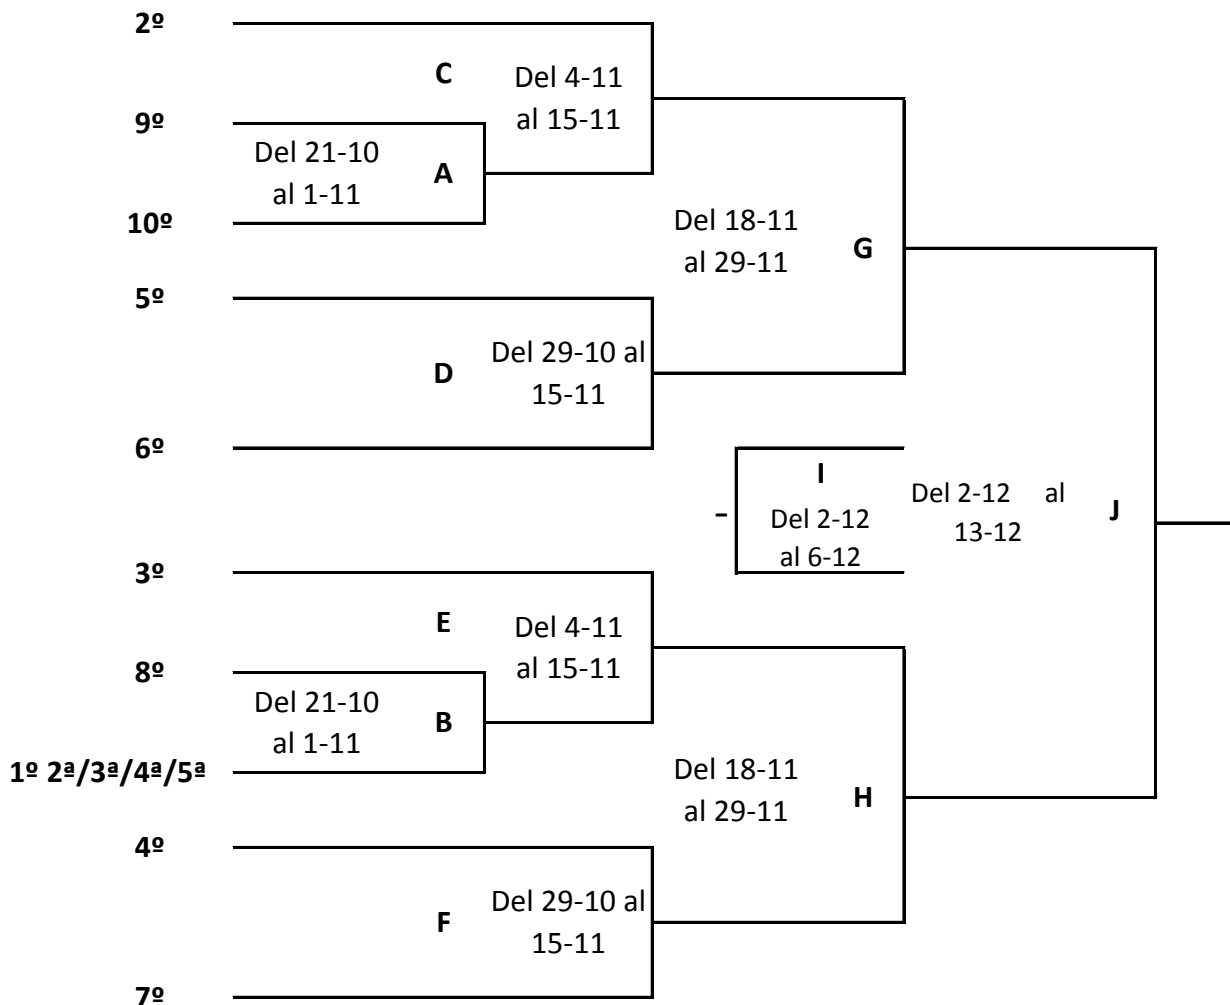 2º
C
Del 4-11
al 15-11
9º
Del 21-10
al 1-11
A
10º
Del 18-11
al 29-11
G
5º
D
Del 29-10 al
15-11
6º
I
Del 2-12
al 6-12
-
Del 2-12 al
13-12
J
3º
E
Del 4-11
al 15-11
8º
Del 21-10
al 1-11
B
1º 2ª/3ª/4ª/5ª
Del 18-11
al 29-11
H
4º
F
Del 29-10 al
15-11
7º